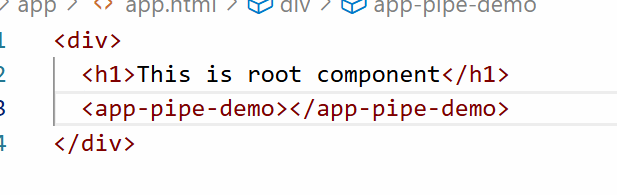 app > app.html > div > app-pipe-demo
1 <div>
2 <h1>This is root component</h1>
3 <app-pipe-demo></app-pipe-demo>
4 </div>